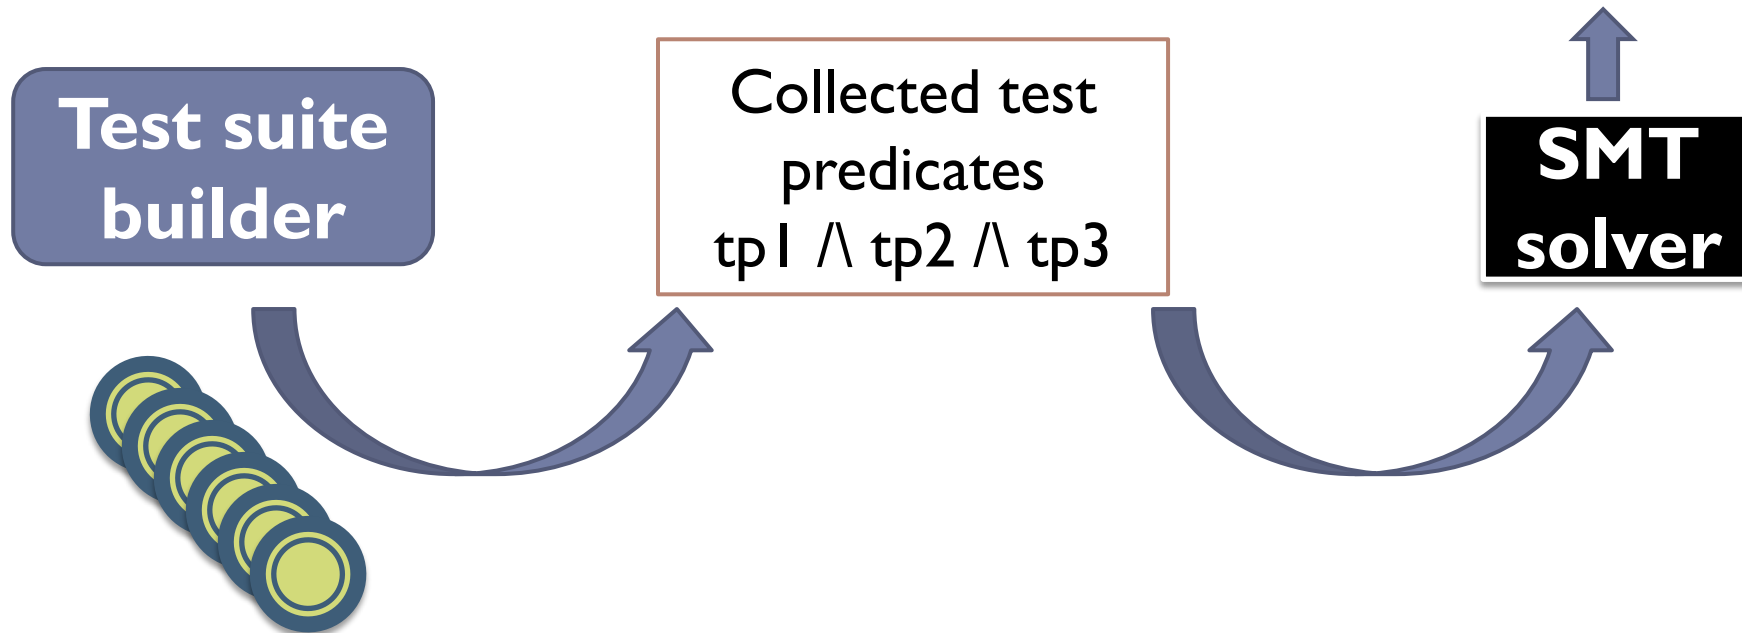 Test suite
builder
Collected test
predicates
tp1 /\ tp2 /\ tp3
SMT
solver